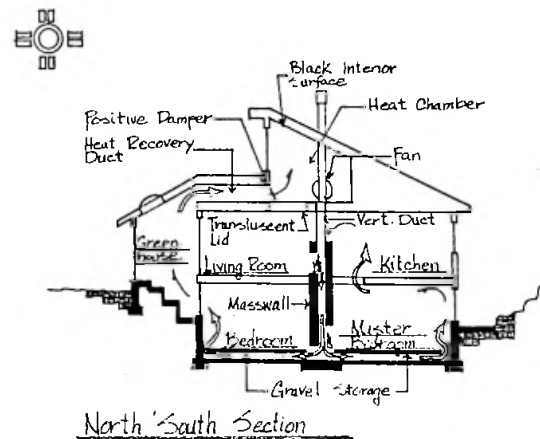 Black Interior
Surface
Heat Chamber
Positive Damper
Heat Recovery
Duct
Fan
Transluscent
Lid
Vert. Duct
Green
house
Living Room
Kitchen
Masswall
Bedroom
Master
Bedroom
Gravel Storage
North South Section